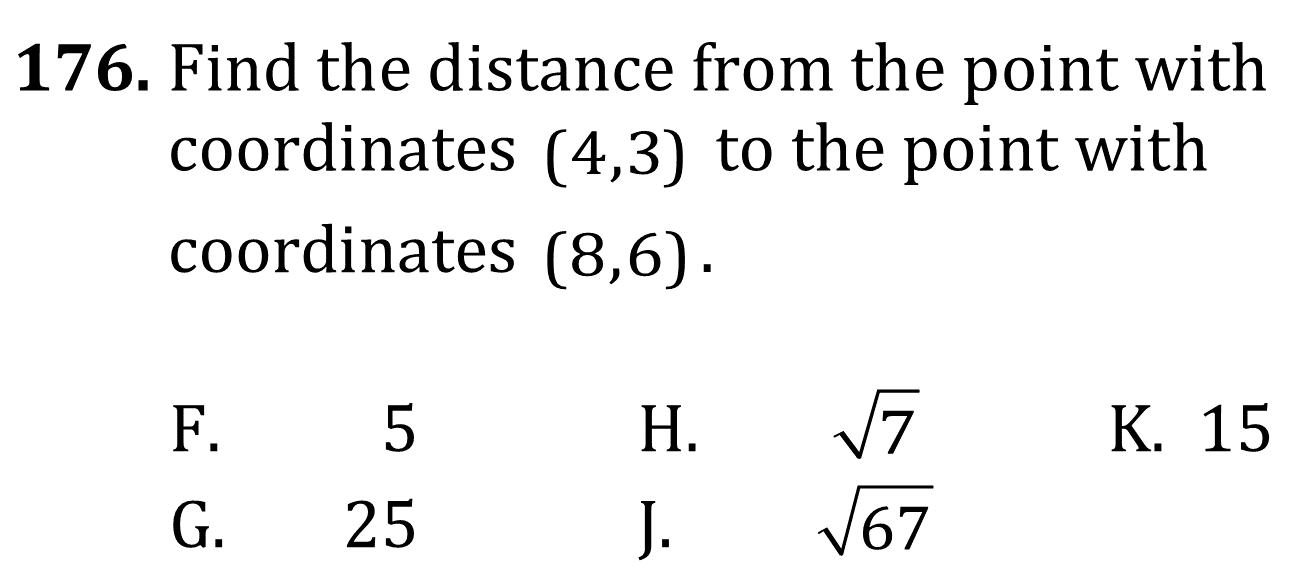 176. Find the distance from the point with
coordinates (4,3) to the point with
coordinates (8,6).
F. 5 H. √7 K. 15
G. 25 J. √67